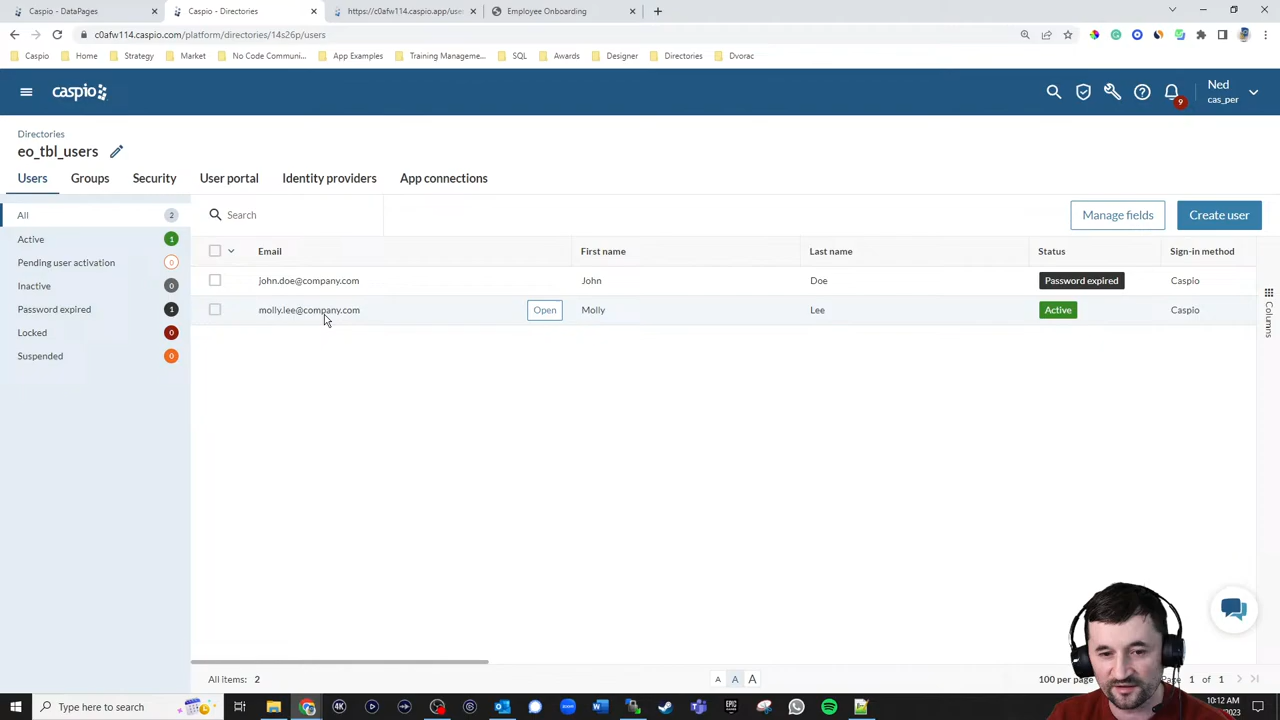 Caspio - DataPages
Caspio - Directories
https://c0afw114.caspio.app/use
Employee Onboarding
c0afw114.caspio.com/platform/directories/14s26p/users
Caspio
Home
Strategy
Market
No Code Communi...
App Examples
Training Manageme...
SQL
Awards
Designer
Directories
Dvorac
caspio
9
Ned
cas_per
Directories
eo_tbl_users
Users
Groups
Security
User portal
Identity providers
App connections
All 2
Active 1
Pending user activation 0
Inactive 0
Password expired 1
Locked 0
Suspended 0
Search
Manage fields
Create user
Email
First name
Last name
Status
Sign-in method
john.doe@company.com
John
Doe
Password expired
Caspio
molly.lee@company.com
Open
Molly
Lee
Active
Caspio
Columns
All items: 2
A A A
100 per page
Page 1 of 1
Type here to search
4K
EPIC
10:12 AM